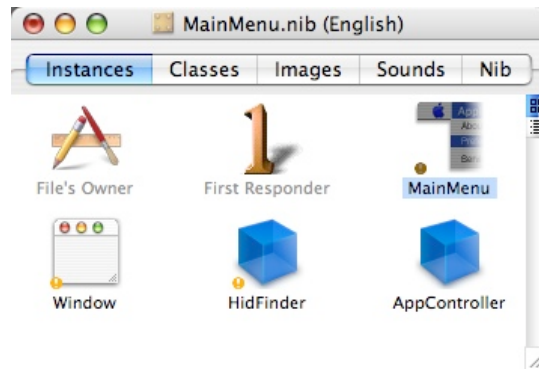 MainMenu.nib (English)
Instances Classes Images Sounds Nib
File's Owner First Responder MainMenu
Window HidFinder AppController